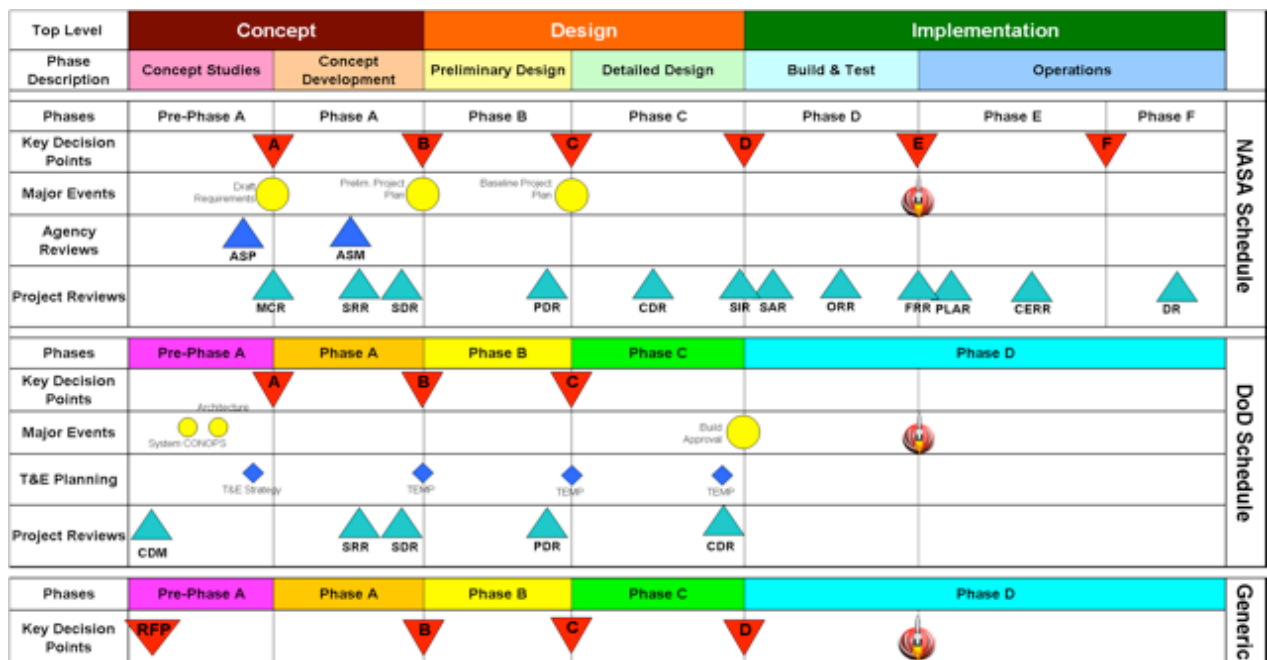 Top Level Concept Design Implementation
Phase Description Concept Studies Concept Development Preliminary Design Detailed Design Build & Test Operations
Phases Pre-Phase A Phase A Phase B Phase C Phase D Phase E Phase F
Key Decision Points A B C D E F
Major Events Draft Requirements Prelim. Project Plan Baseline Project Plan
Agency Reviews ASP ASM
Project Reviews MCR SRR SDR PDR CDR SIR SAR ORR FRR PLAR CERR DR
NASA Schedule
Phases Pre-Phase A Phase A Phase B Phase C Phase D
Key Decision Points A B C
Major Events System CONOPS Architecture Build Approval
T&E Planning T&E Strategy TEMP TEMP TEMP
Project Reviews CDM SRR SDR PDR CDR
DoD Schedule
Phases Pre-Phase A Phase A Phase B Phase C Phase D
Key Decision Points RFP B C D
Generic